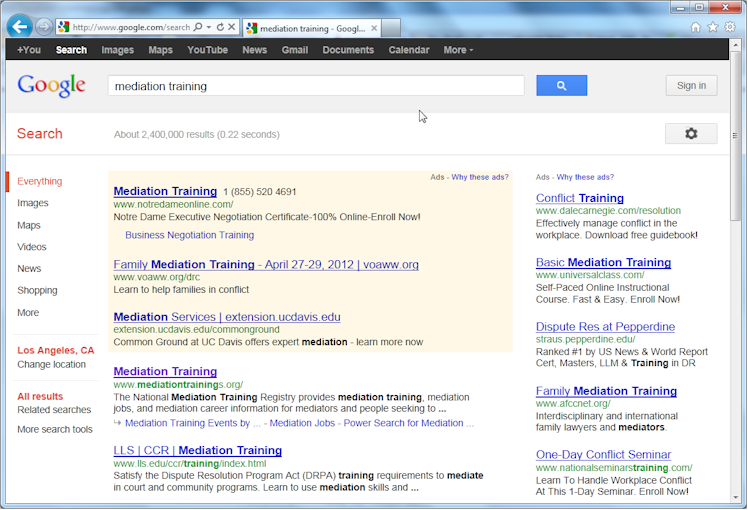 http://www.google.com/search
mediation training - Googl...
+You Search Images Maps YouTube News Gmail Documents Calendar More
Google
mediation training
Sign in
Search
About 2,400,000 results (0.22 seconds)
Everything
Images
Maps
Videos
News
Shopping
More
Los Angeles, CA
Change location
All results
Related searches
More search tools
Ads - Why these ads?
Mediation Training 1 (855) 520 4691
www.notredameonline.com/
Notre Dame Executive Negotiation Certificate-100% Online-Enroll Now!
Business Negotiation Training
Family Mediation Training - April 27-29, 2012 | voaww.org
www.voaww.org/drc
Learn to help families in conflict
Mediation Services | extension.ucdavis.edu
extension.ucdavis.edu/commonground
Common Ground at UC Davis offers expert mediation - learn more now
Mediation Training
www.mediationtrainings.org/
The National Mediation Training Registry provides mediation training, mediation
jobs, and mediation career information for mediators and people seeking to ...
Mediation Training Events by ... - Mediation Jobs - Power Search for Mediation ...
LLS | CCR | Mediation Training
www.lls.edu/ccr/training/index.html
Satisfy the Dispute Resolution Program Act (DRPA) training requirements to mediate
in court and community programs. Learn to use mediation skills and ...
Ads - Why these ads?
Conflict Training
www.dalecarnegie.com/resolution
Effectively manage conflict in the
workplace. Download free guidebook!
Basic Mediation Training
www.universalclass.com/
Self-Paced Online Instructional
Course. Fast & Easy. Enroll Now!
Dispute Res at Pepperdine
straus.pepperdine.edu/
Ranked #1 by US News & World Report
Cert, Masters, LLM & Training in DR
Family Mediation Training
www.afccnet.org/
Interdisciplinary and international
family lawyers and mediators.
One-Day Conflict Seminar
www.nationalseminarstraining.com/
Learn To Handle Workplace Conflict
At This 1-Day Seminar. Enroll Now!